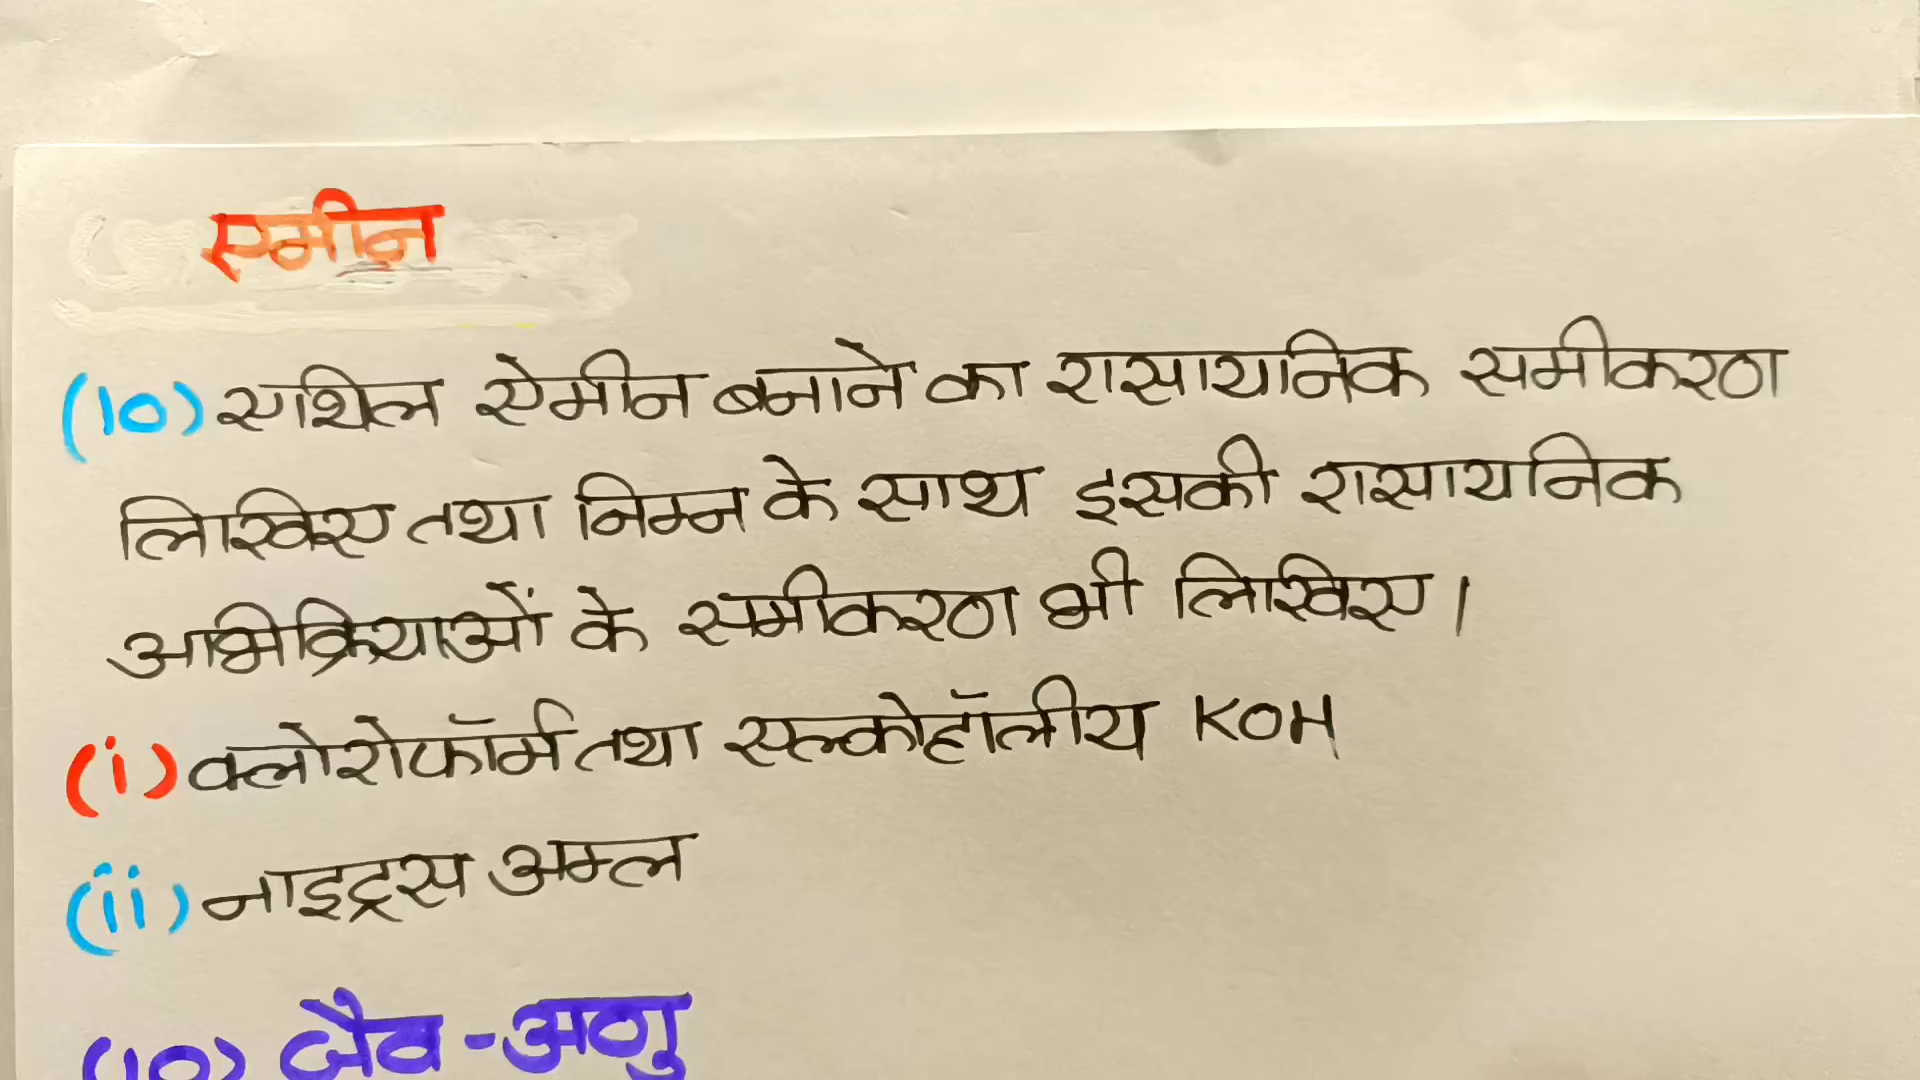 एमीन
(10) एथिल ऐमीन बनाने का रासायनिक समीकरण
लिखिए तथा निम्न के साथ इसकी रासायनिक
अभिक्रियाओं के समीकरण भी लिखिए।
(i) क्लोरोफॉर्म तथा एल्कोहॉलीय KOH
(ii) नाइट्रस अम्ल
(10) जैव-अणु